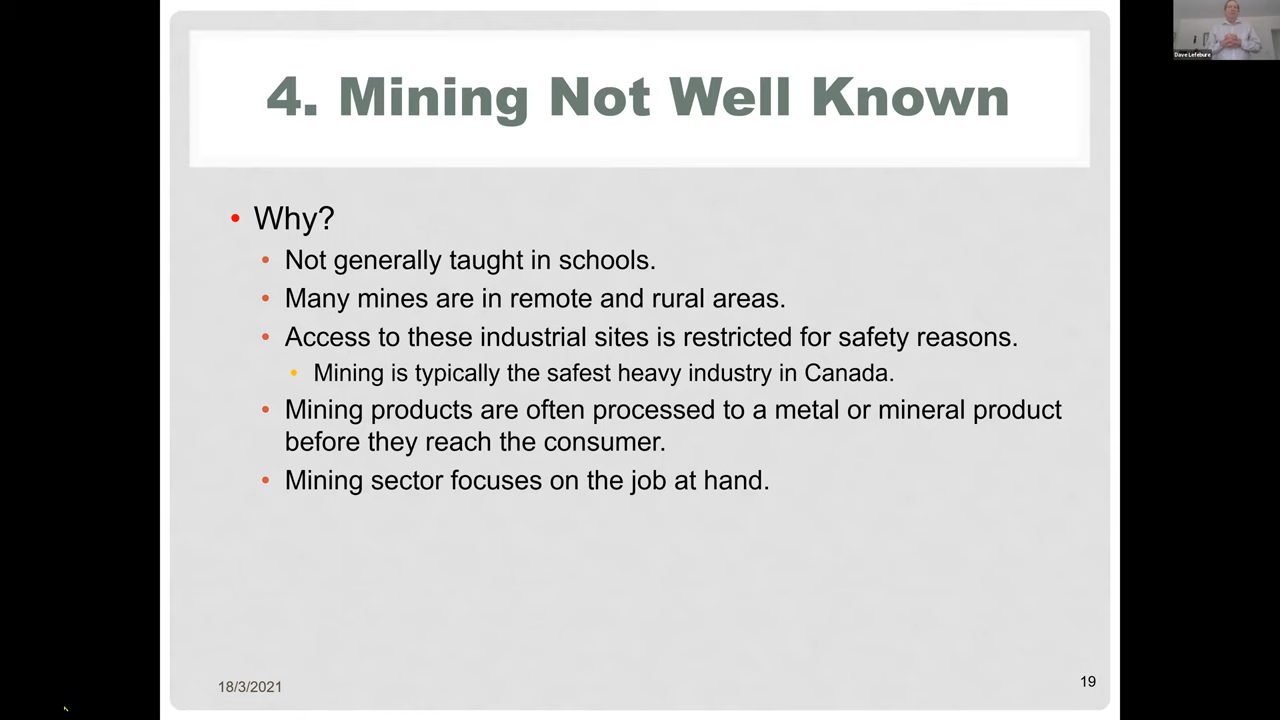 4. Mining Not Well Known
• Why?
• Not generally taught in schools.
• Many mines are in remote and rural areas.
• Access to these industrial sites is restricted for safety reasons.
• Mining is typically the safest heavy industry in Canada.
• Mining products are often processed to a metal or mineral product
before they reach the consumer.
• Mining sector focuses on the job at hand.
18/3/2021
19
Dave Lefebure